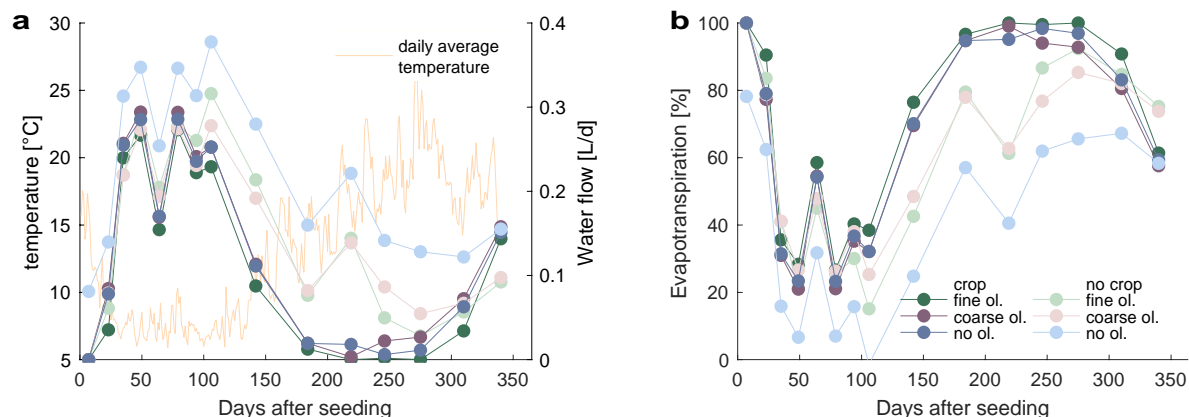 a
30
25
20
15
10
5
temperature [°C]
0.4
0.3
0.2
0.1
0
Water flow [L/d]
daily average
temperature
0 50 100 150 200 250 300 350
Days after seeding
b
100
80
60
40
20
0
Evapotranspiration [%]
crop no crop
fine ol. fine ol.
coarse ol. coarse ol.
no ol. no ol.
0 50 100 150 200 250 300 350
Days after seeding